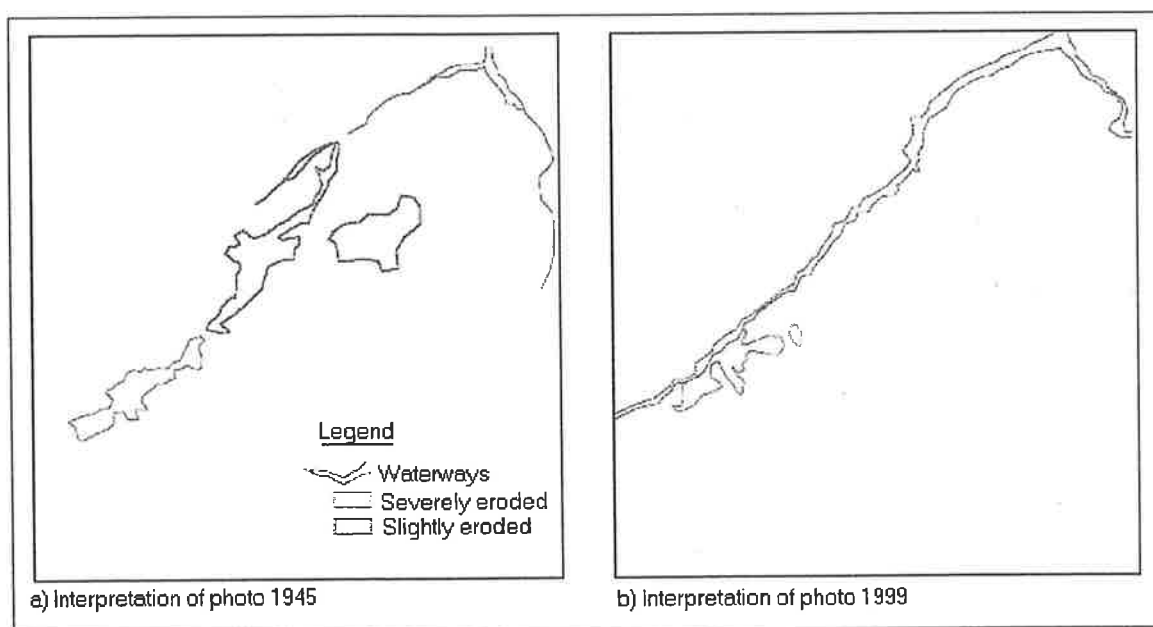 Legend
Waterways
Severely eroded
Slightly eroded
a) Interpretation of photo 1945
b) Interpretation of photo 1999